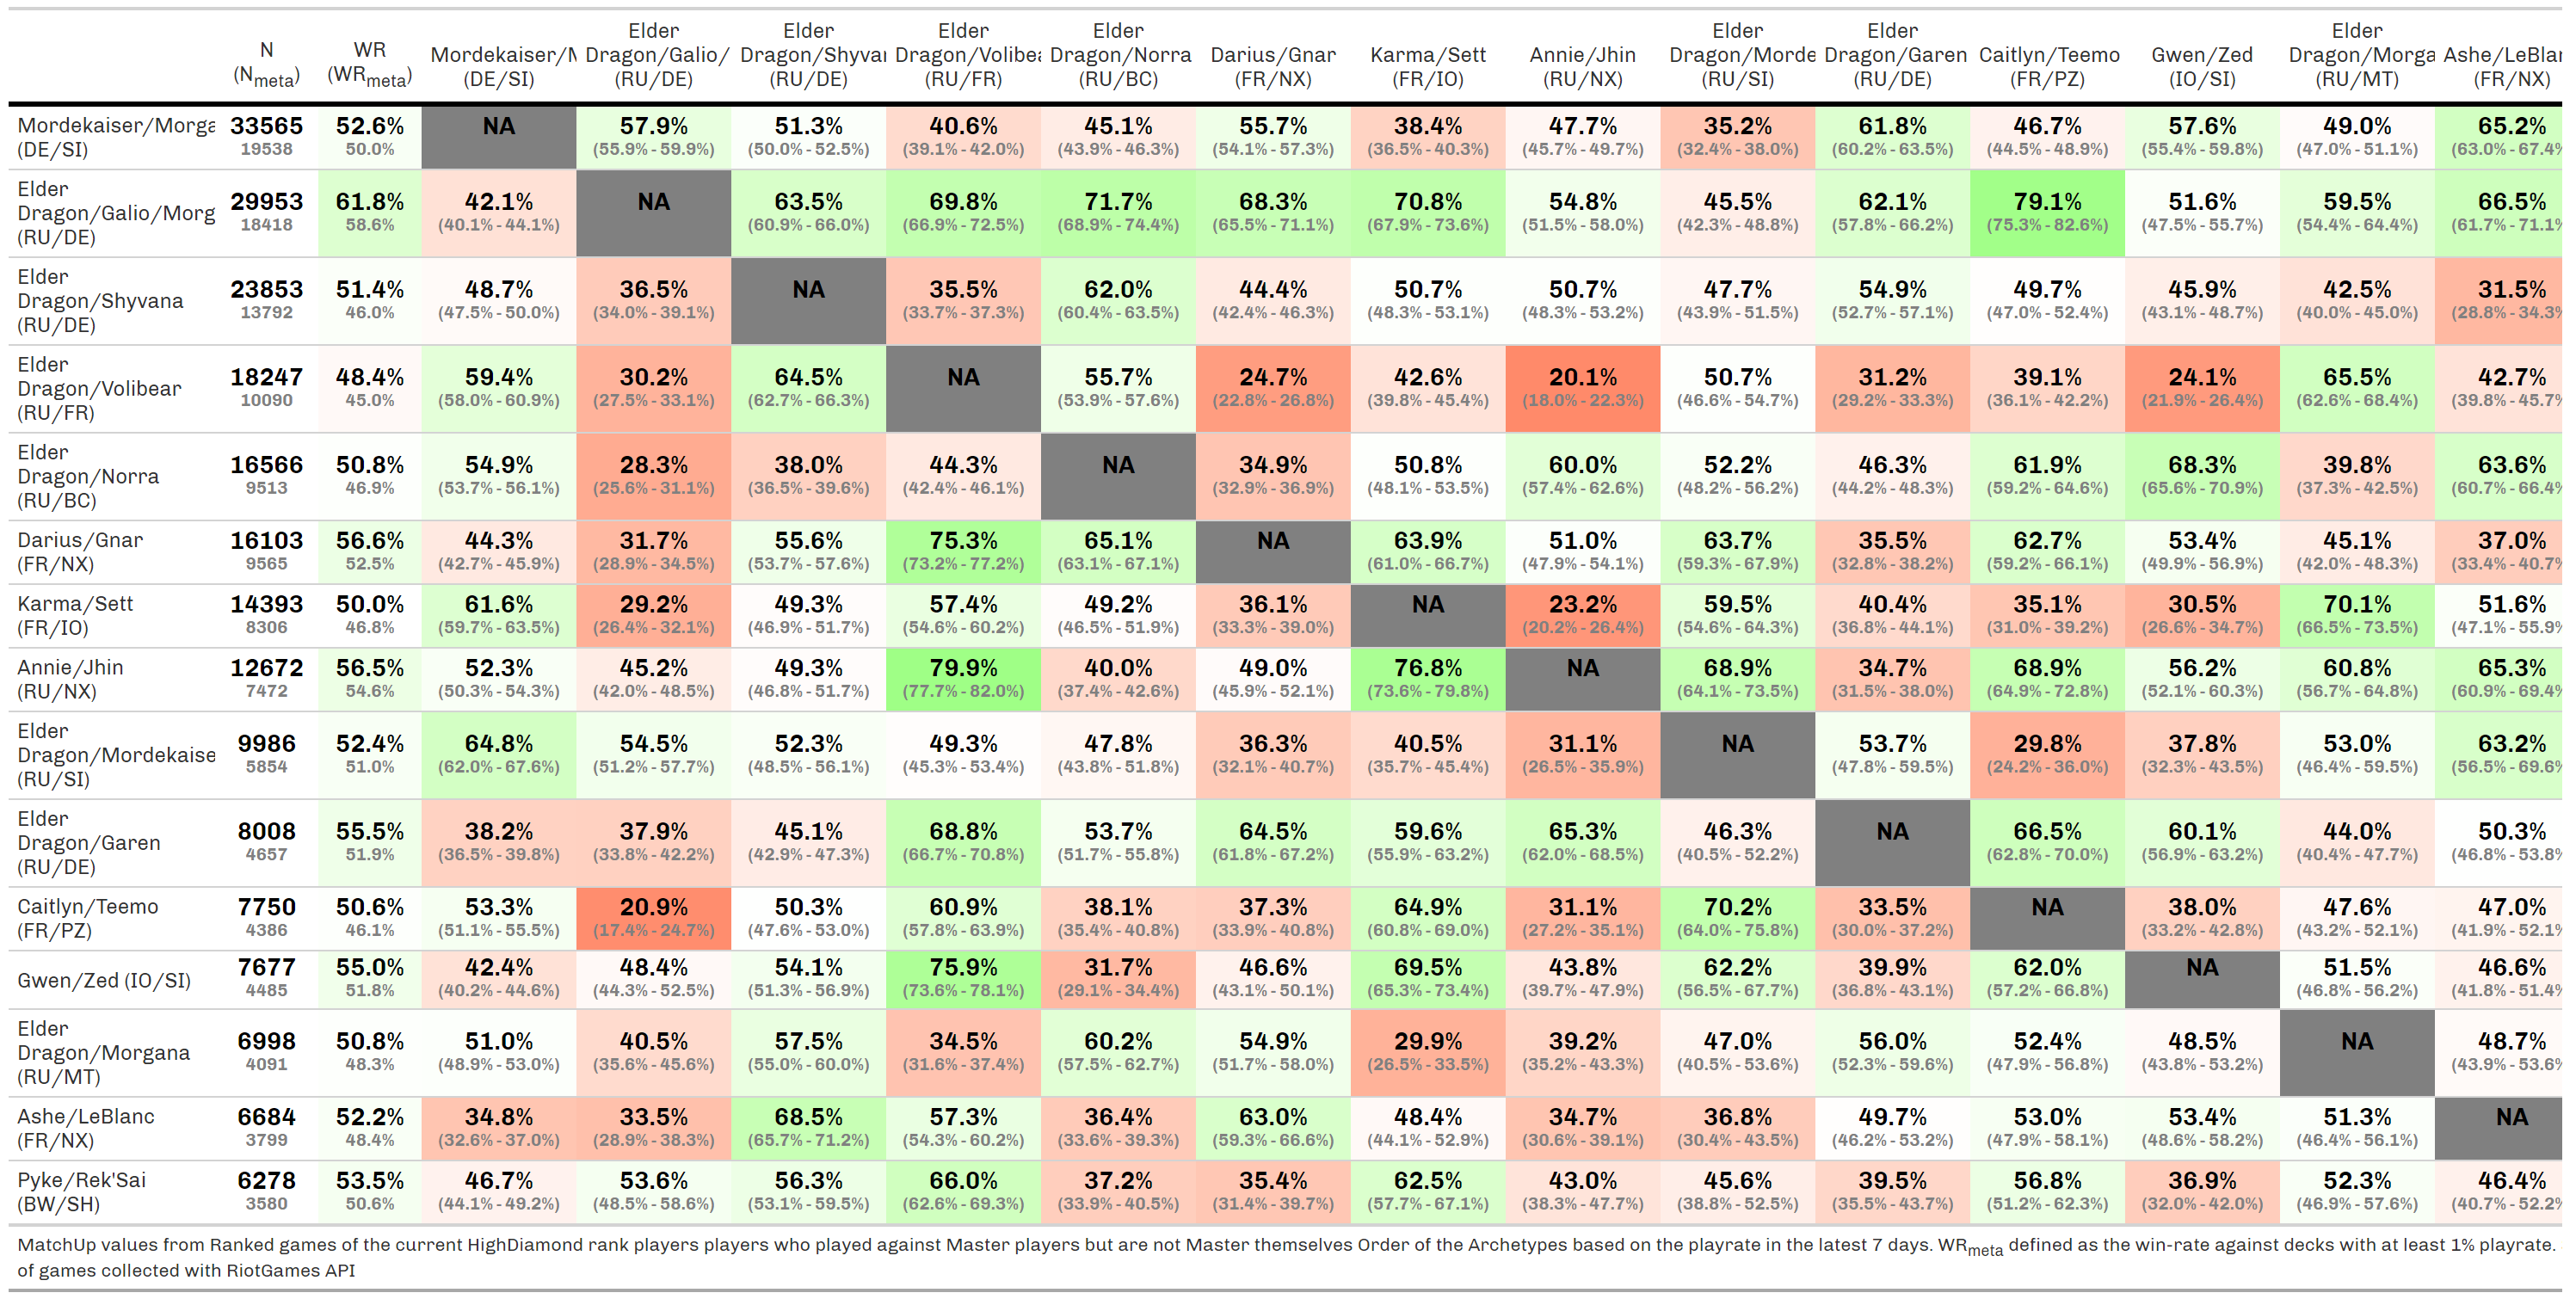 N (N_meta) WR (WR_meta) Mordekaiser/M (DE/SI) Elder Dragon/Galio/ (RU/DE) Elder Dragon/Shyvan (RU/DE) Elder Dragon/Volibea (RU/FR) Elder Dragon/Norra (RU/BC) Darius/Gnar (FR/NX) Karma/Sett (FR/IO) Annie/Jhin (RU/NX) Elder Dragon/Morde (RU/SI) Elder Dragon/Garen (RU/DE) Caitlyn/Teemo (FR/PZ) Gwen/Zed (IO/SI) Elder Dragon/Morga (RU/MT) Ashe/LeBlan (FR/NX)
Mordekaiser/Morga 33565 52.6% NA 57.9% 51.3% 40.6% 45.1% 55.7% 38.4% 47.7% 35.2% 61.8% 46.7% 57.6% 49.0% 65.2%
(DE/SI) 19538 50.0% (55.9% - 59.9%) (50.0% - 52.5%) (39.1% - 42.0%) (43.9% - 46.3%) (54.1% - 57.3%) (36.5% - 40.3%) (45.7% - 49.7%) (32.4% - 38.0%) (60.2% - 63.5%) (44.5% - 48.9%) (55.4% - 59.8%) (47.0% - 51.1%) (63.0% - 67.4%
Elder Dragon/Galio/Morg 29953 61.8% 42.1% NA 63.5% 69.8% 71.7% 68.3% 70.8% 54.8% 45.5% 62.1% 79.1% 51.6% 59.5% 66.5%
(RU/DE) 18418 58.6% (40.1% - 44.1%) (60.9% - 66.0%) (66.9% - 72.5%) (68.9% - 74.4%) (65.5% - 71.1%) (67.9% - 73.6%) (51.5% - 58.0%) (42.3% - 48.8%) (57.8% - 66.2%) (75.3% - 82.6%) (47.5% - 55.7%) (54.4% - 64.4%) (61.7% - 71.1%
Elder Dragon/Shyvana 23853 51.4% 48.7% 36.5% NA 35.5% 62.0% 44.4% 50.7% 50.7% 47.7% 54.9% 49.7% 45.9% 42.5% 31.5%
(RU/DE) 13792 46.0% (47.5% - 50.0%) (34.0% - 39.1%) (33.7% - 37.3%) (60.4% - 63.5%) (42.4% - 46.3%) (48.3% - 53.1%) (48.3% - 53.2%) (43.9% - 51.5%) (52.7% - 57.1%) (47.0% - 52.4%) (43.1% - 48.7%) (40.0% - 45.0%) (28.8% - 34.3%
Elder Dragon/Volibear 18247 48.4% 59.4% 30.2% 64.5% NA 55.7% 24.7% 42.6% 20.1% 50.7% 31.2% 39.1% 24.1% 65.5% 42.7%
(RU/FR) 10090 45.0% (58.0% - 60.9%) (27.5% - 33.1%) (62.7% - 66.3%) (53.9% - 57.6%) (22.8% - 26.8%) (39.8% - 45.4%) (18.0% - 22.3%) (46.6% - 54.7%) (29.2% - 33.3%) (36.1% - 42.2%) (21.9% - 26.4%) (62.6% - 68.4%) (39.8% - 45.7%
Elder Dragon/Norra 16566 50.8% 54.9% 28.3% 38.0% 44.3% NA 34.9% 50.8% 60.0% 52.2% 46.3% 61.9% 68.3% 39.8% 63.6%
(RU/BC) 9513 46.9% (53.7% - 56.1%) (25.6% - 31.1%) (36.5% - 39.6%) (42.4% - 46.1%) (32.9% - 36.9%) (48.1% - 53.5%) (57.4% - 62.6%) (48.2% - 56.2%) (44.2% - 48.3%) (59.2% - 64.6%) (65.6% - 70.9%) (37.3% - 42.5%) (60.7% - 66.4%
Darius/Gnar 16103 56.6% 44.3% 31.7% 55.6% 75.3% 65.1% NA 63.9% 51.0% 63.7% 35.5% 62.7% 53.4% 45.1% 37.0%
(FR/NX) 9565 52.5% (42.7% - 45.9%) (28.9% - 34.5%) (53.7% - 57.6%) (73.2% - 77.2%) (63.1% - 67.1%) (61.0% - 66.7%) (47.9% - 54.1%) (59.3% - 67.9%) (32.8% - 38.2%) (59.2% - 66.1%) (49.9% - 56.9%) (42.0% - 48.3%) (33.4% - 40.7%
Karma/Sett 14393 50.0% 61.6% 29.2% 49.3% 57.4% 49.2% 36.1% NA 23.2% 59.5% 40.4% 35.1% 30.5% 70.1% 51.6%
(FR/IO) 8306 46.8% (59.7% - 63.5%) (26.4% - 32.1%) (46.9% - 51.7%) (54.6% - 60.2%) (46.5% - 51.9%) (33.3% - 39.0%) (20.2% - 26.4%) (54.6% - 64.3%) (36.8% - 44.1%) (31.0% - 39.2%) (26.6% - 34.7%) (66.5% - 73.5%) (47.1% - 55.9%
Annie/Jhin 12672 56.5% 52.3% 45.2% 49.3% 79.9% 40.0% 49.0% 76.8% NA 68.9% 34.7% 68.9% 56.2% 60.8% 65.3%
(RU/NX) 7472 54.6% (50.3% - 54.3%) (42.0% - 48.5%) (46.8% - 51.7%) (77.7% - 82.0%) (37.4% - 42.6%) (45.9% - 52.1%) (73.6% - 79.8%) (64.1% - 73.5%) (31.5% - 38.0%) (64.9% - 72.8%) (52.1% - 60.3%) (56.7% - 64.8%) (60.9% - 69.4%
Elder Dragon/Mordekaise 9986 52.4% 64.8% 54.5% 52.3% 49.3% 47.8% 36.3% 40.5% 31.1% NA 53.7% 29.8% 37.8% 53.0% 63.2%
(RU/SI) 5854 51.0% (62.0% - 67.6%) (51.2% - 57.7%) (48.5% - 56.1%) (45.3% - 53.4%) (43.8% - 51.8%) (32.1% - 40.7%) (35.7% - 45.4%) (26.5% - 35.9%) (47.8% - 59.5%) (24.2% - 36.0%) (32.3% - 43.5%) (46.4% - 59.5%) (56.5% - 69.6%
Elder Dragon/Garen 8008 55.5% 38.2% 37.9% 45.1% 68.8% 53.7% 64.5% 59.6% 65.3% 46.3% NA 66.5% 60.1% 44.0% 50.3%
(RU/DE) 4657 51.9% (36.5% - 39.8%) (33.8% - 42.2%) (42.9% - 47.3%) (66.7% - 70.8%) (51.7% - 55.8%) (61.8% - 67.2%) (55.9% - 63.2%) (62.0% - 68.5%) (40.5% - 52.2%) (62.8% - 70.0%) (56.9% - 63.2%) (40.4% - 47.7%) (46.8% - 53.8%
Caitlyn/Teemo 7750 50.6% 53.3% 20.9% 50.3% 60.9% 38.1% 37.3% 64.9% 31.1% 70.2% 33.5% NA 38.0% 47.6% 47.0%
(FR/PZ) 4386 46.1% (51.1% - 55.5%) (17.4% - 24.7%) (47.6% - 53.0%) (57.8% - 63.9%) (35.4% - 40.8%) (33.9% - 40.8%) (60.8% - 69.0%) (27.2% - 35.1%) (64.0% - 75.8%) (30.0% - 37.2%) (33.2% - 42.8%) (43.2% - 52.1%) (41.9% - 52.1%
Gwen/Zed (IO/SI) 7677 55.0% 42.4% 48.4% 54.1% 75.9% 31.7% 46.6% 69.5% 43.8% 62.2% 39.9% 62.0% NA 51.5% 46.6%
4485 51.8% (40.2% - 44.6%) (44.3% - 52.5%) (51.3% - 56.9%) (73.6% - 78.1%) (29.1% - 34.4%) (43.1% - 50.1%) (65.3% - 73.4%) (39.7% - 47.9%) (56.5% - 67.7%) (36.8% - 43.1%) (57.2% - 66.8%) (46.8% - 56.2%) (41.8% - 51.4%
Elder Dragon/Morgana 6998 50.8% 51.0% 40.5% 57.5% 34.5% 60.2% 54.9% 29.9% 39.2% 47.0% 56.0% 52.4% 48.5% NA 48.7%
(RU/MT) 4091 48.3% (48.9% - 53.0%) (35.6% - 45.6%) (55.0% - 60.0%) (31.6% - 37.4%) (57.5% - 62.7%) (51.7% - 58.0%) (26.5% - 33.5%) (35.2% - 43.3%) (40.5% - 53.6%) (52.3% - 59.6%) (47.9% - 56.8%) (43.8% - 53.2%) (43.9% - 53.6%
Ashe/LeBlanc 6684 52.2% 34.8% 33.5% 68.5% 57.3% 36.4% 63.0% 48.4% 34.7% 36.8% 49.7% 53.0% 53.4% 51.3% NA
(FR/NX) 3799 48.4% (32.6% - 37.0%) (28.9% - 38.3%) (65.7% - 71.2%) (54.3% - 60.2%) (33.6% - 39.3%) (59.3% - 66.6%) (44.1% - 52.9%) (30.6% - 39.1%) (30.4% - 43.5%) (46.2% - 53.2%) (47.9% - 58.1%) (48.6% - 58.2%) (46.4% - 56.1%)
Pyke/Rek'Sai 6278 53.5% 46.7% 53.6% 56.3% 66.0% 37.2% 35.4% 62.5% 43.0% 45.6% 39.5% 56.8% 36.9% 52.3% 46.4%
(BW/SH) 3580 50.6% (44.1% - 49.2%) (48.5% - 58.6%) (53.1% - 59.5%) (62.6% - 69.3%) (33.9% - 40.5%) (31.4% - 39.7%) (57.7% - 67.1%) (38.3% - 47.7%) (38.8% - 52.5%) (35.5% - 43.7%) (51.2% - 62.3%) (32.0% - 42.0%) (46.9% - 57.6%) (40.7% - 52.2%
MatchUp values from Ranked games of the current HighDiamond rank players players who played against Master players but are not Master themselves Order of the Archetypes based on the playrate in the latest 7 days. WR_meta defined as the win-rate against decks with at least 1% playrate.
of games collected with RiotGames API